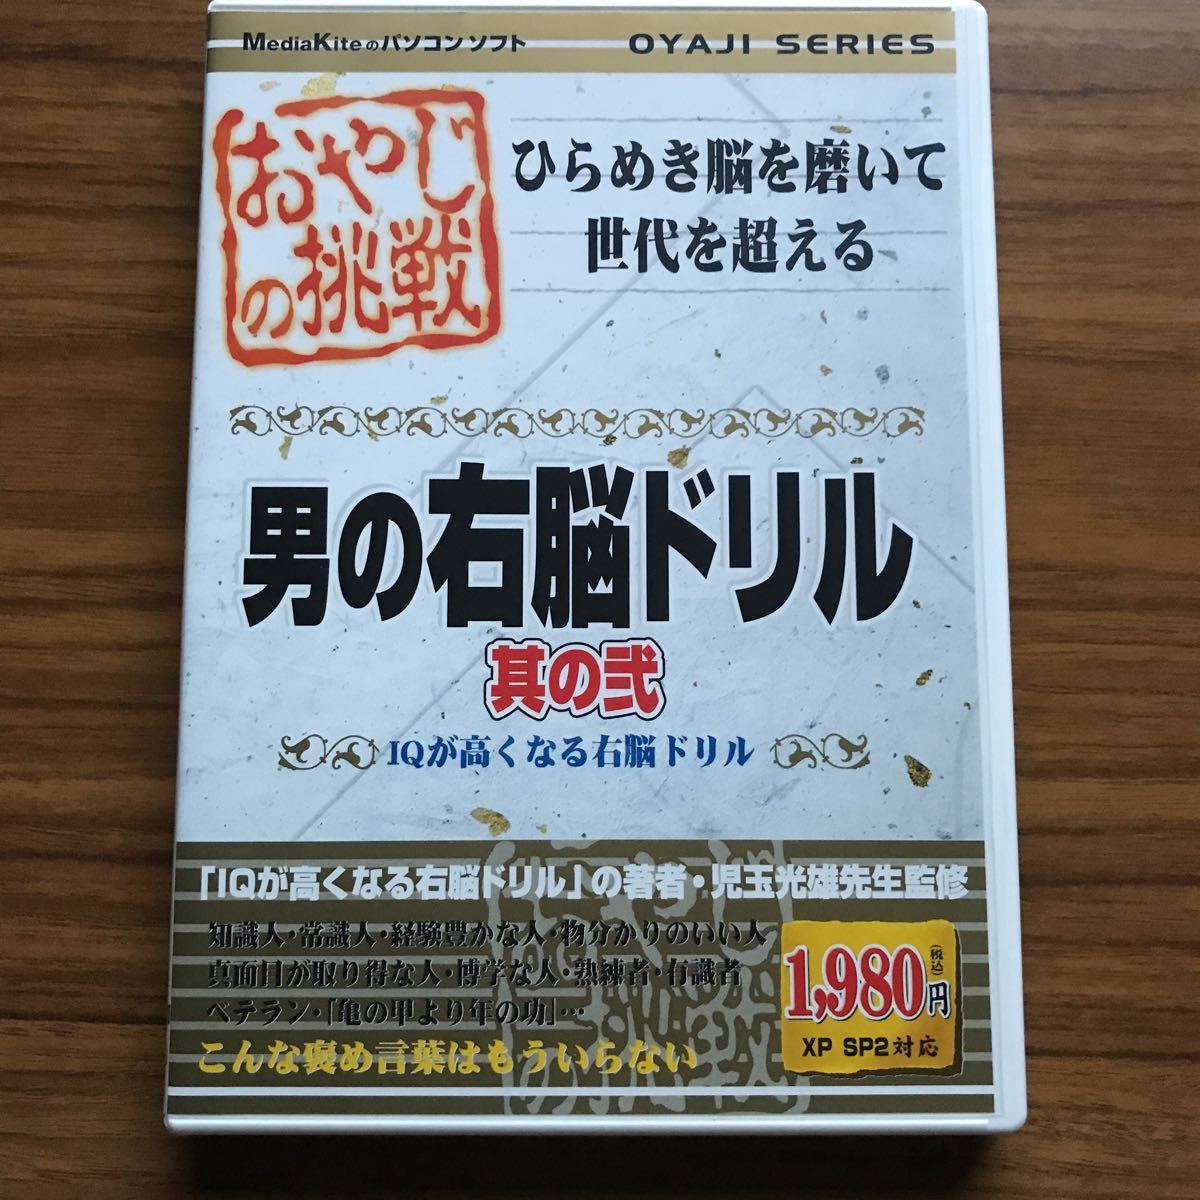 MediaKiteのパソコンソフト
OYAJI SERIES
おやじ
の挑戦
ひらめき脳を磨いて
世代を超える
男の右脳ドリル
其の弐
IQが高くなる右脳ドリル
「IQが高くなる右脳ドリル」の著者・児玉光雄先生監修
知識人・常識人・経験豊かな人・物分かりのいい人
真面目が取り得な人・博学な人・熟練者・有識者
ベテラン・「亀の甲より年の功」…
こんな褒め言葉はもういらない
1,980円(税込)
XP SP2対応
おやじ
の挑戦